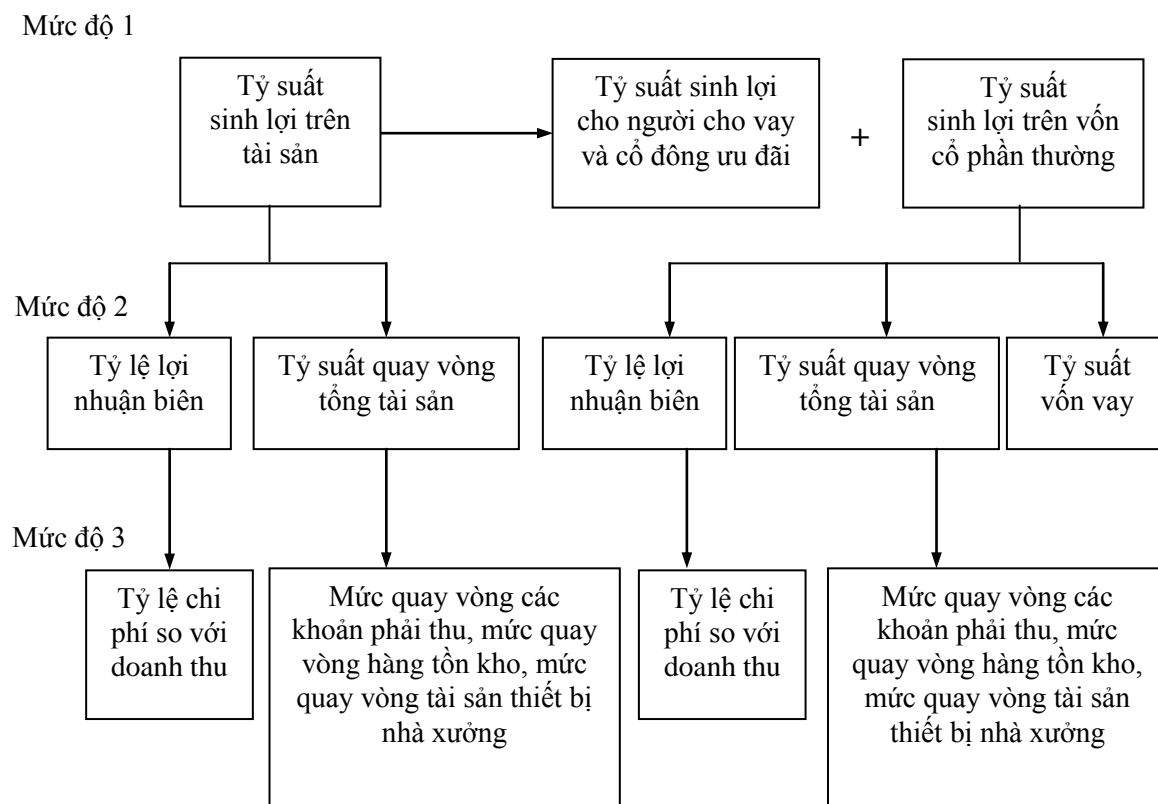 Mức độ 1
Tỷ suất
sinh lợi trên
tài sản
Tỷ suất sinh lợi
cho người cho vay
và cổ đông ưu đãi
+
Tỷ suất
sinh lợi trên vốn
cổ phần thường
Mức độ 2
Tỷ lệ lợi
nhuận biên
Tỷ suất quay vòng
tổng tài sản
Tỷ lệ lợi
nhuận biên
Tỷ suất quay vòng
tổng tài sản
Tỷ suất
vốn vay
Mức độ 3
Tỷ lệ chi
phí so với
doanh thu
Mức quay vòng các
khoản phải thu, mức quay
vòng hàng tồn kho, mức
quay vòng tài sản thiết bị
nhà xưởng
Tỷ lệ chi
phí so với
doanh thu
Mức quay vòng các
khoản phải thu, mức
quay vòng hàng tồn kho,
mức quay vòng tài sản
thiết bị nhà xưởng